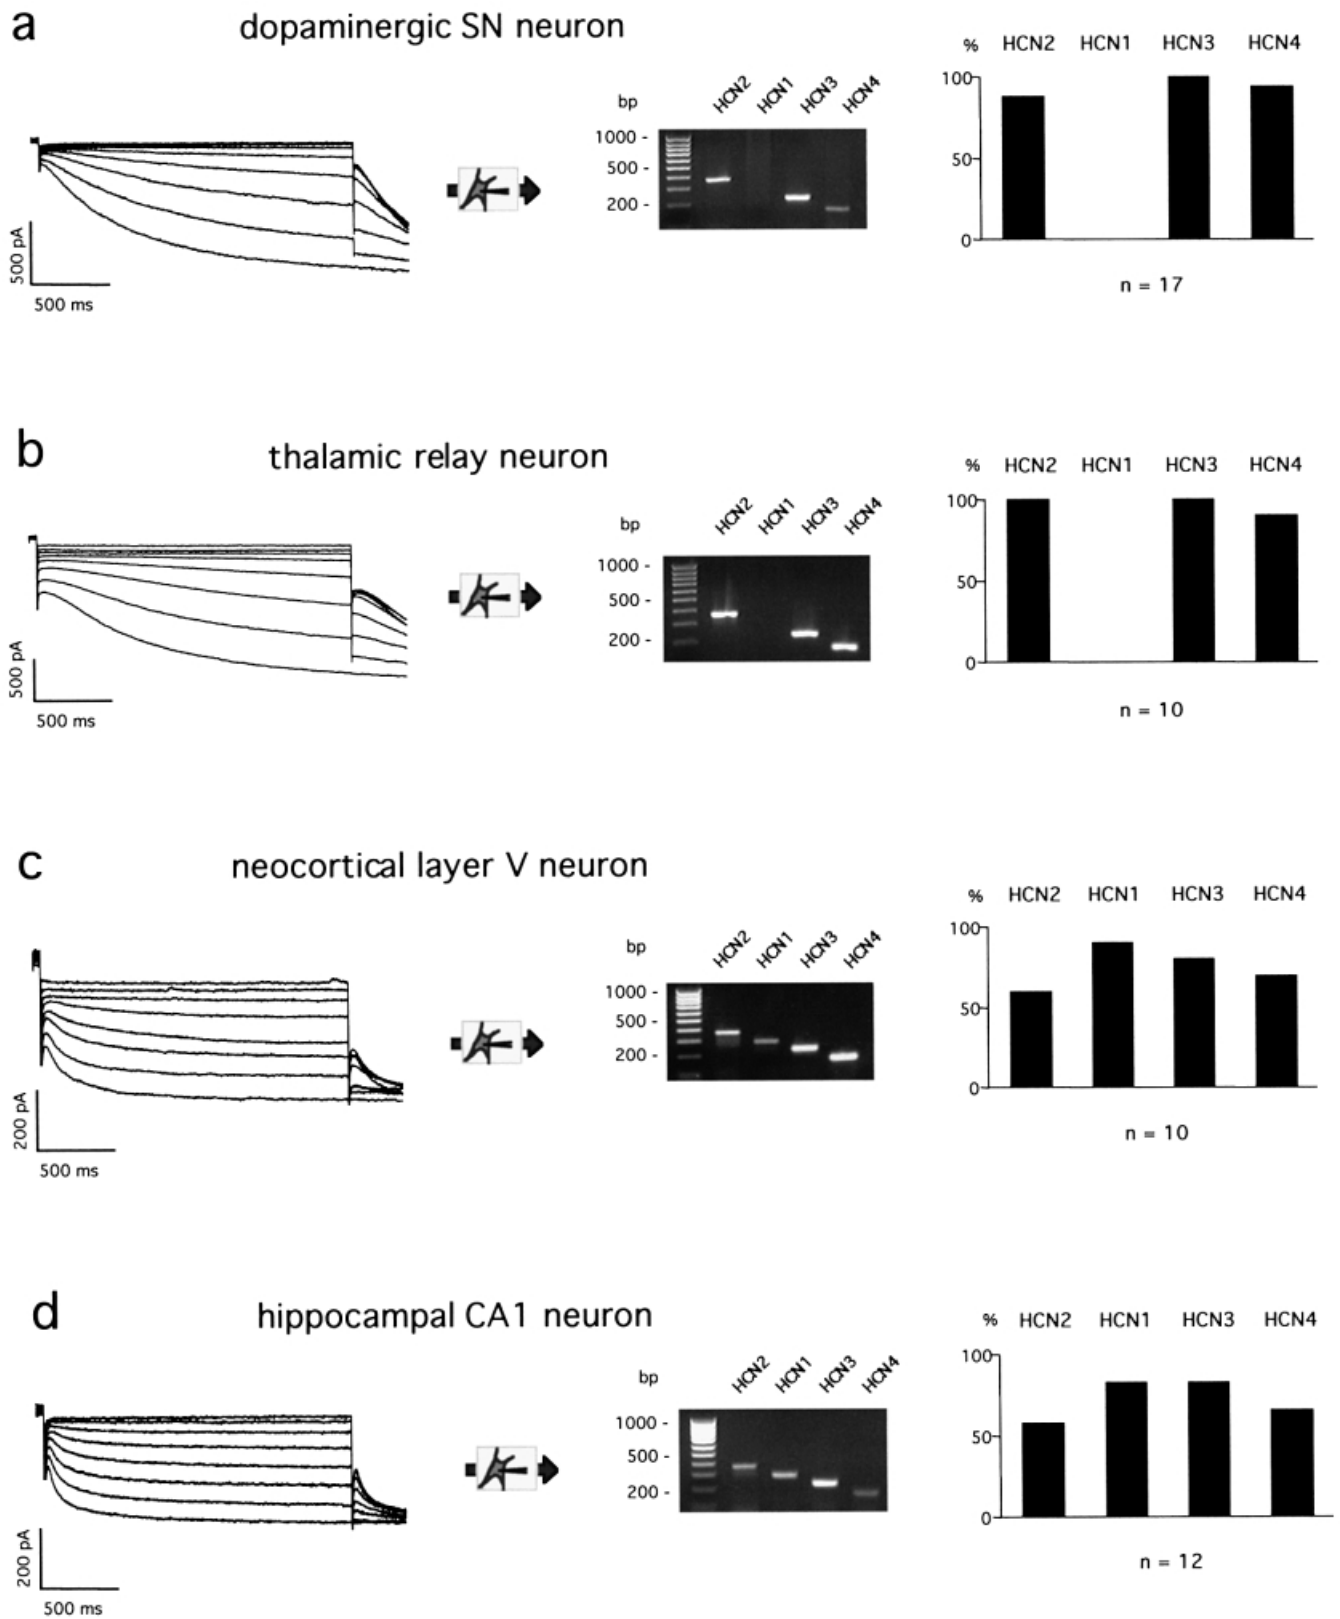 a dopaminergic SN neuron
% HCN2 HCN1 HCN3 HCN4
bp HCN2 HCN1 HCN3 HCN4
1000 -
500 -
200 -
100
50
0
500 pA
500 ms
n = 17
b thalamic relay neuron
% HCN2 HCN1 HCN3 HCN4
bp HCN2 HCN1 HCN3 HCN4
1000 -
500 -
200 -
100
50
0
500 pA
500 ms
n = 10
c neocortical layer V neuron
% HCN2 HCN1 HCN3 HCN4
bp HCN2 HCN1 HCN3 HCN4
1000 -
500 -
200 -
100
50
0
200 pA
500 ms
n = 10
d hippocampal CA1 neuron
% HCN2 HCN1 HCN3 HCN4
bp HCN2 HCN1 HCN3 HCN4
1000 -
500 -
200 -
100
50
0
200 pA
500 ms
n = 12